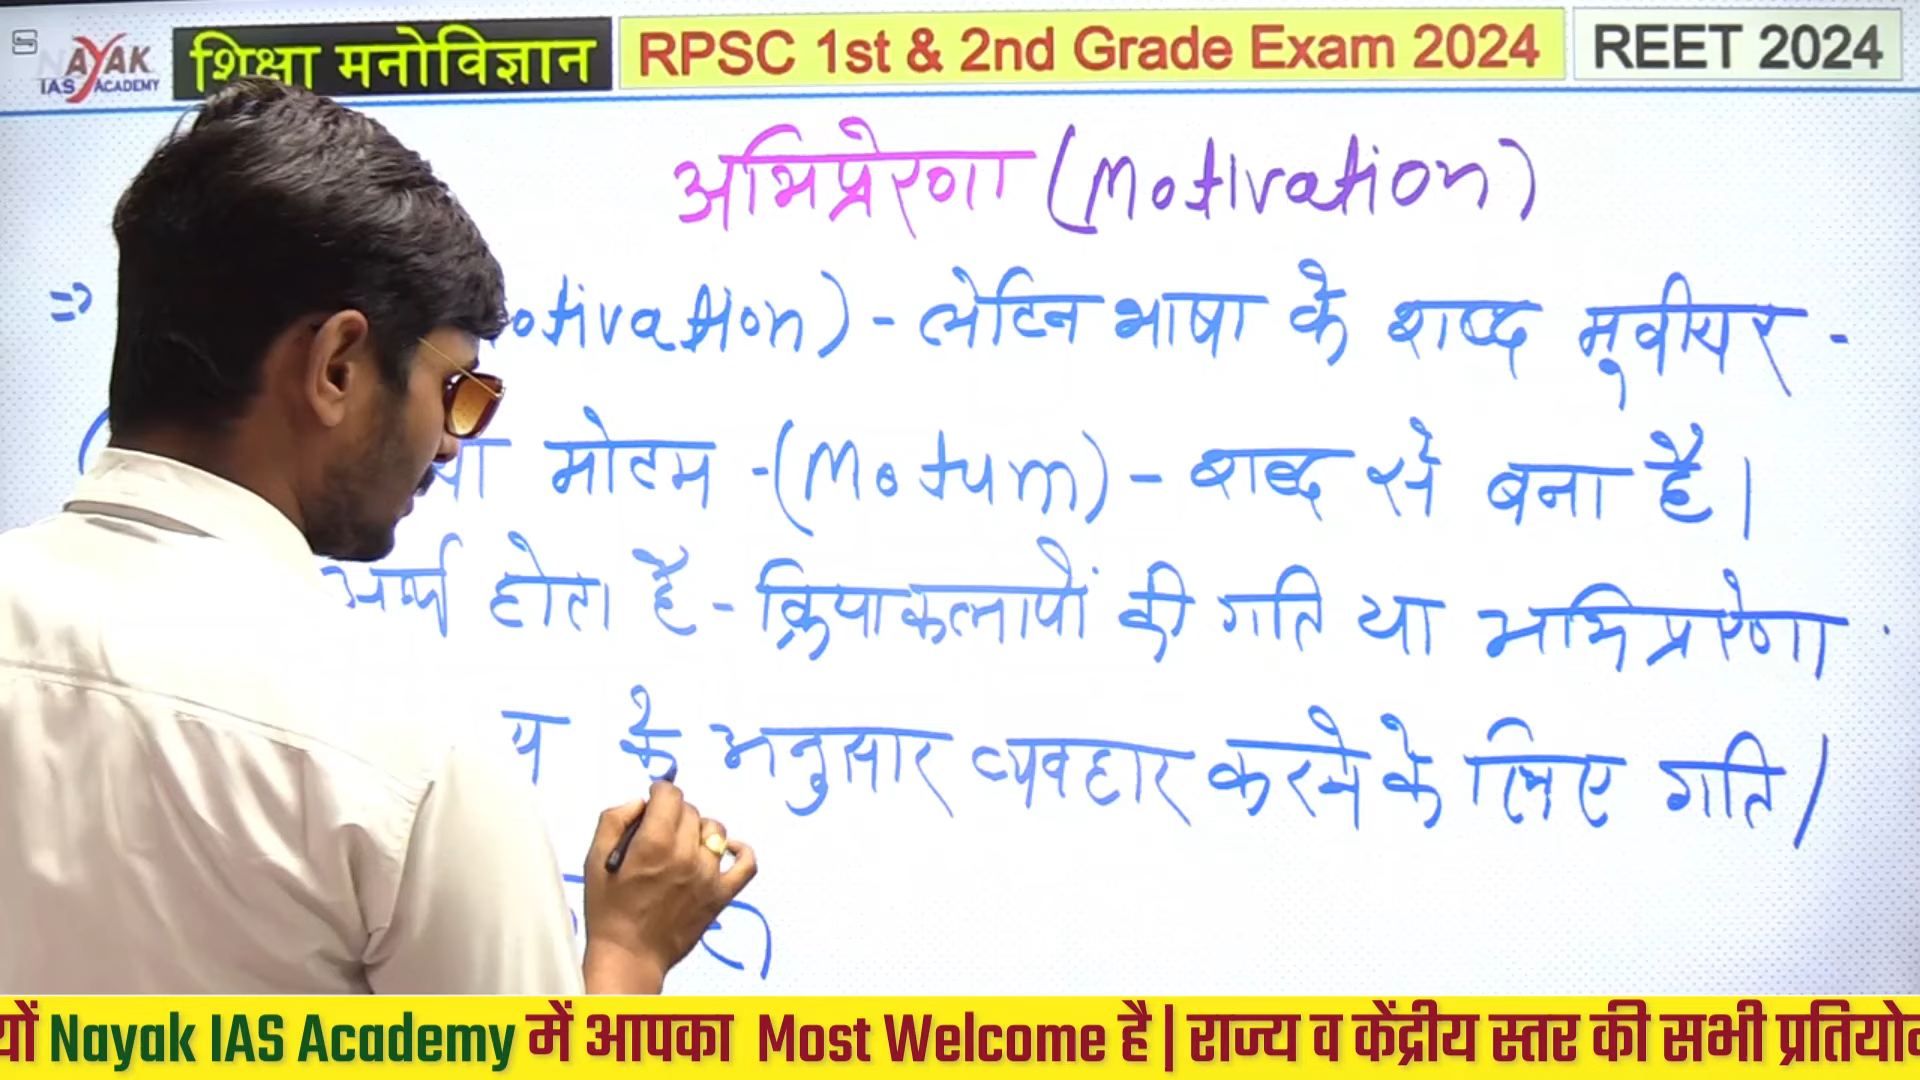 NAYAK
IAS ACADEMY
शिक्षा मनोविज्ञान
RPSC 1st & 2nd Grade Exam 2024
REET 2024
अभिप्रेरणा (Motivation)
=> otivation) - लेटिन भाषा के शब्द मूवीयर -
( या मोटम - (Motum) - शब्द से बना है।
अर्थ होता है - क्रियाकलापों की गति या अभिप्ररेणा
य के अनुसार व्यवहार करने के लिए गति।
यों Nayak IAS Academy में आपका Most Welcome है | राज्य व केंद्रीय स्तर की सभी प्रतियो